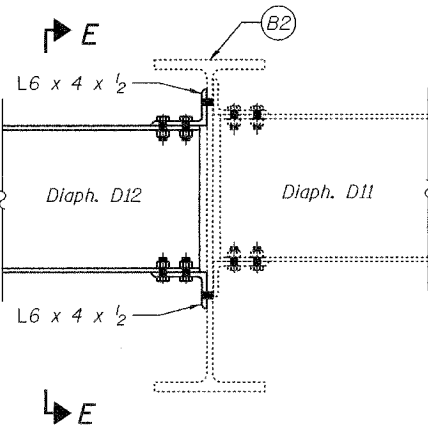 E
B2
L6 x 4 x 1/2
Diaph. D12
Diaph. D11
L6 x 4 x 1/2
E